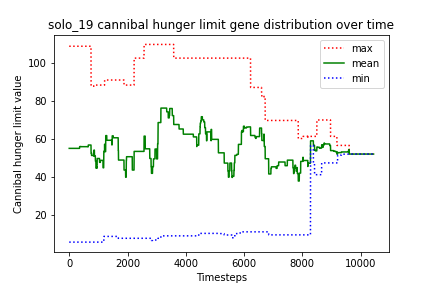 solo_19 cannibal hunger limit gene distribution over time
max
mean
min
Cannibal hunger limit value
100
80
60
40
20
0
2000
4000
6000
8000
10000
Timesteps